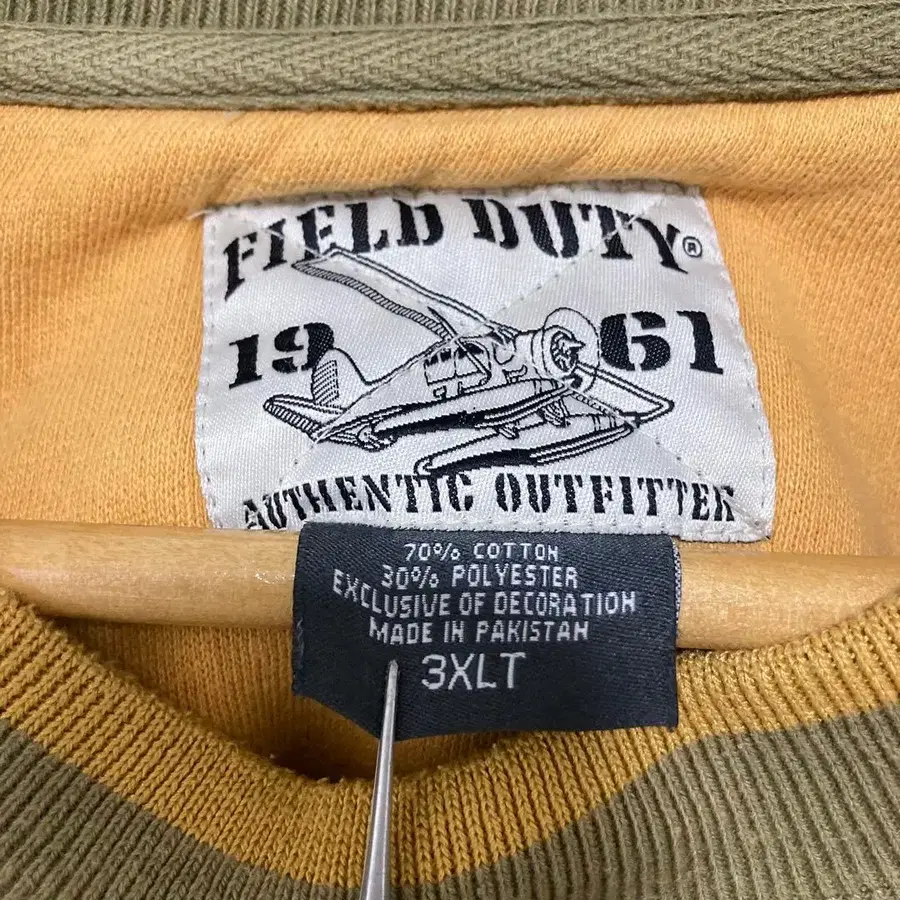 FIELD DUTY®
19 61
AUTHENTIC OUTFITTER
70% COTTON
30% POLYESTER
EXCLUSIVE OF DECORATION
MADE IN PAKISTAN
3XLT